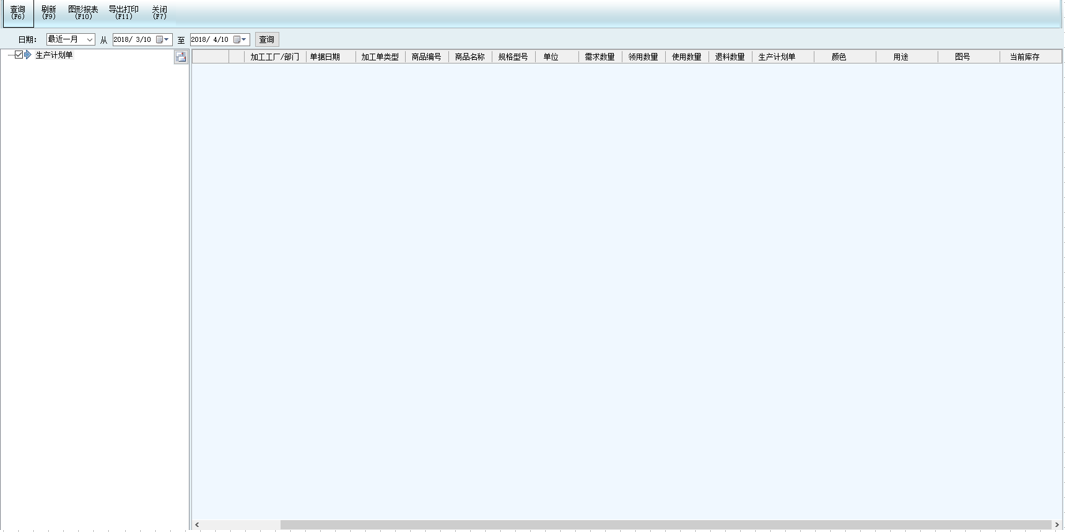 查询 刷新 图形报表 导出打印 关闭
(F6) (F9) (F10) (F11) (F7)
日期: 最近一月 从 2018/ 3/10 至 2018/ 4/10 查询
生产计划单
加工工厂/部门 单据日期 加工单类型 商品编号 商品名称 规格型号 单位 需求数量 领用数量 使用数量 退料数量 生产计划单 颜色 用途 图号 当前库存